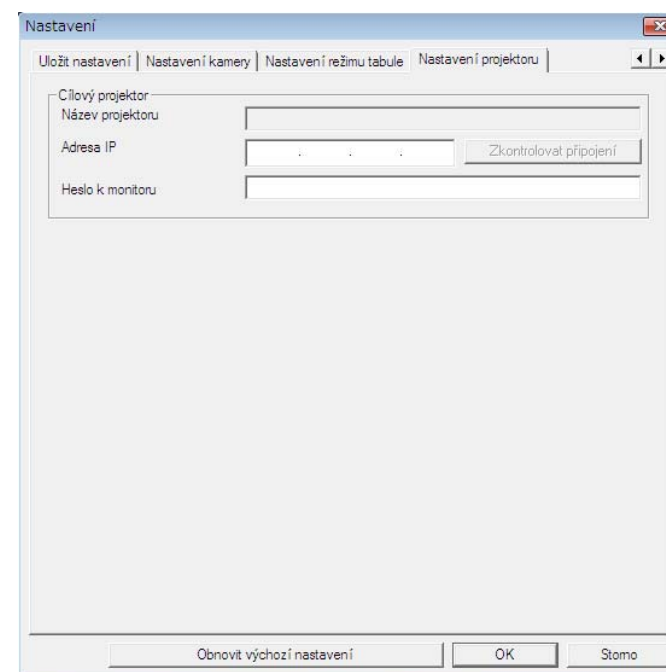 Nastavení
Uložit nastavení Nastavení kamery Nastavení režimu tabule Nastavení projektoru
Cílový projektor
Název projektoru
Adresa IP . . . Zkontrolovat připojení
Heslo k monitoru
Obnovit výchozí nastavení OK Storno